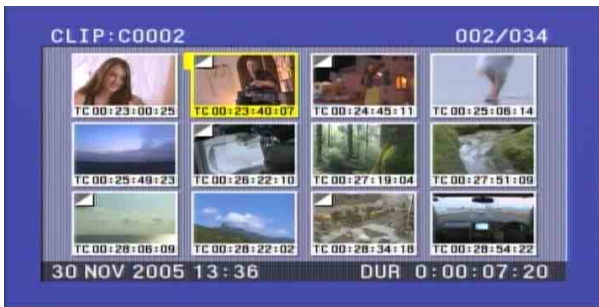 CLIP:C0002 002/034
TC 00:23:00:25 TC 00:23:40:07 TC 00:24:45:11 TC 00:25:06:14
TC 00:25:49:23 TC 00:26:22:10 TC 00:27:19:04 TC 00:27:51:09
TC 00:28:06:09 TC 00:28:22:02 TC 00:28:34:18 TC 00:28:54:22
30 NOV 2005 13:36 DUR 0:00:07:20